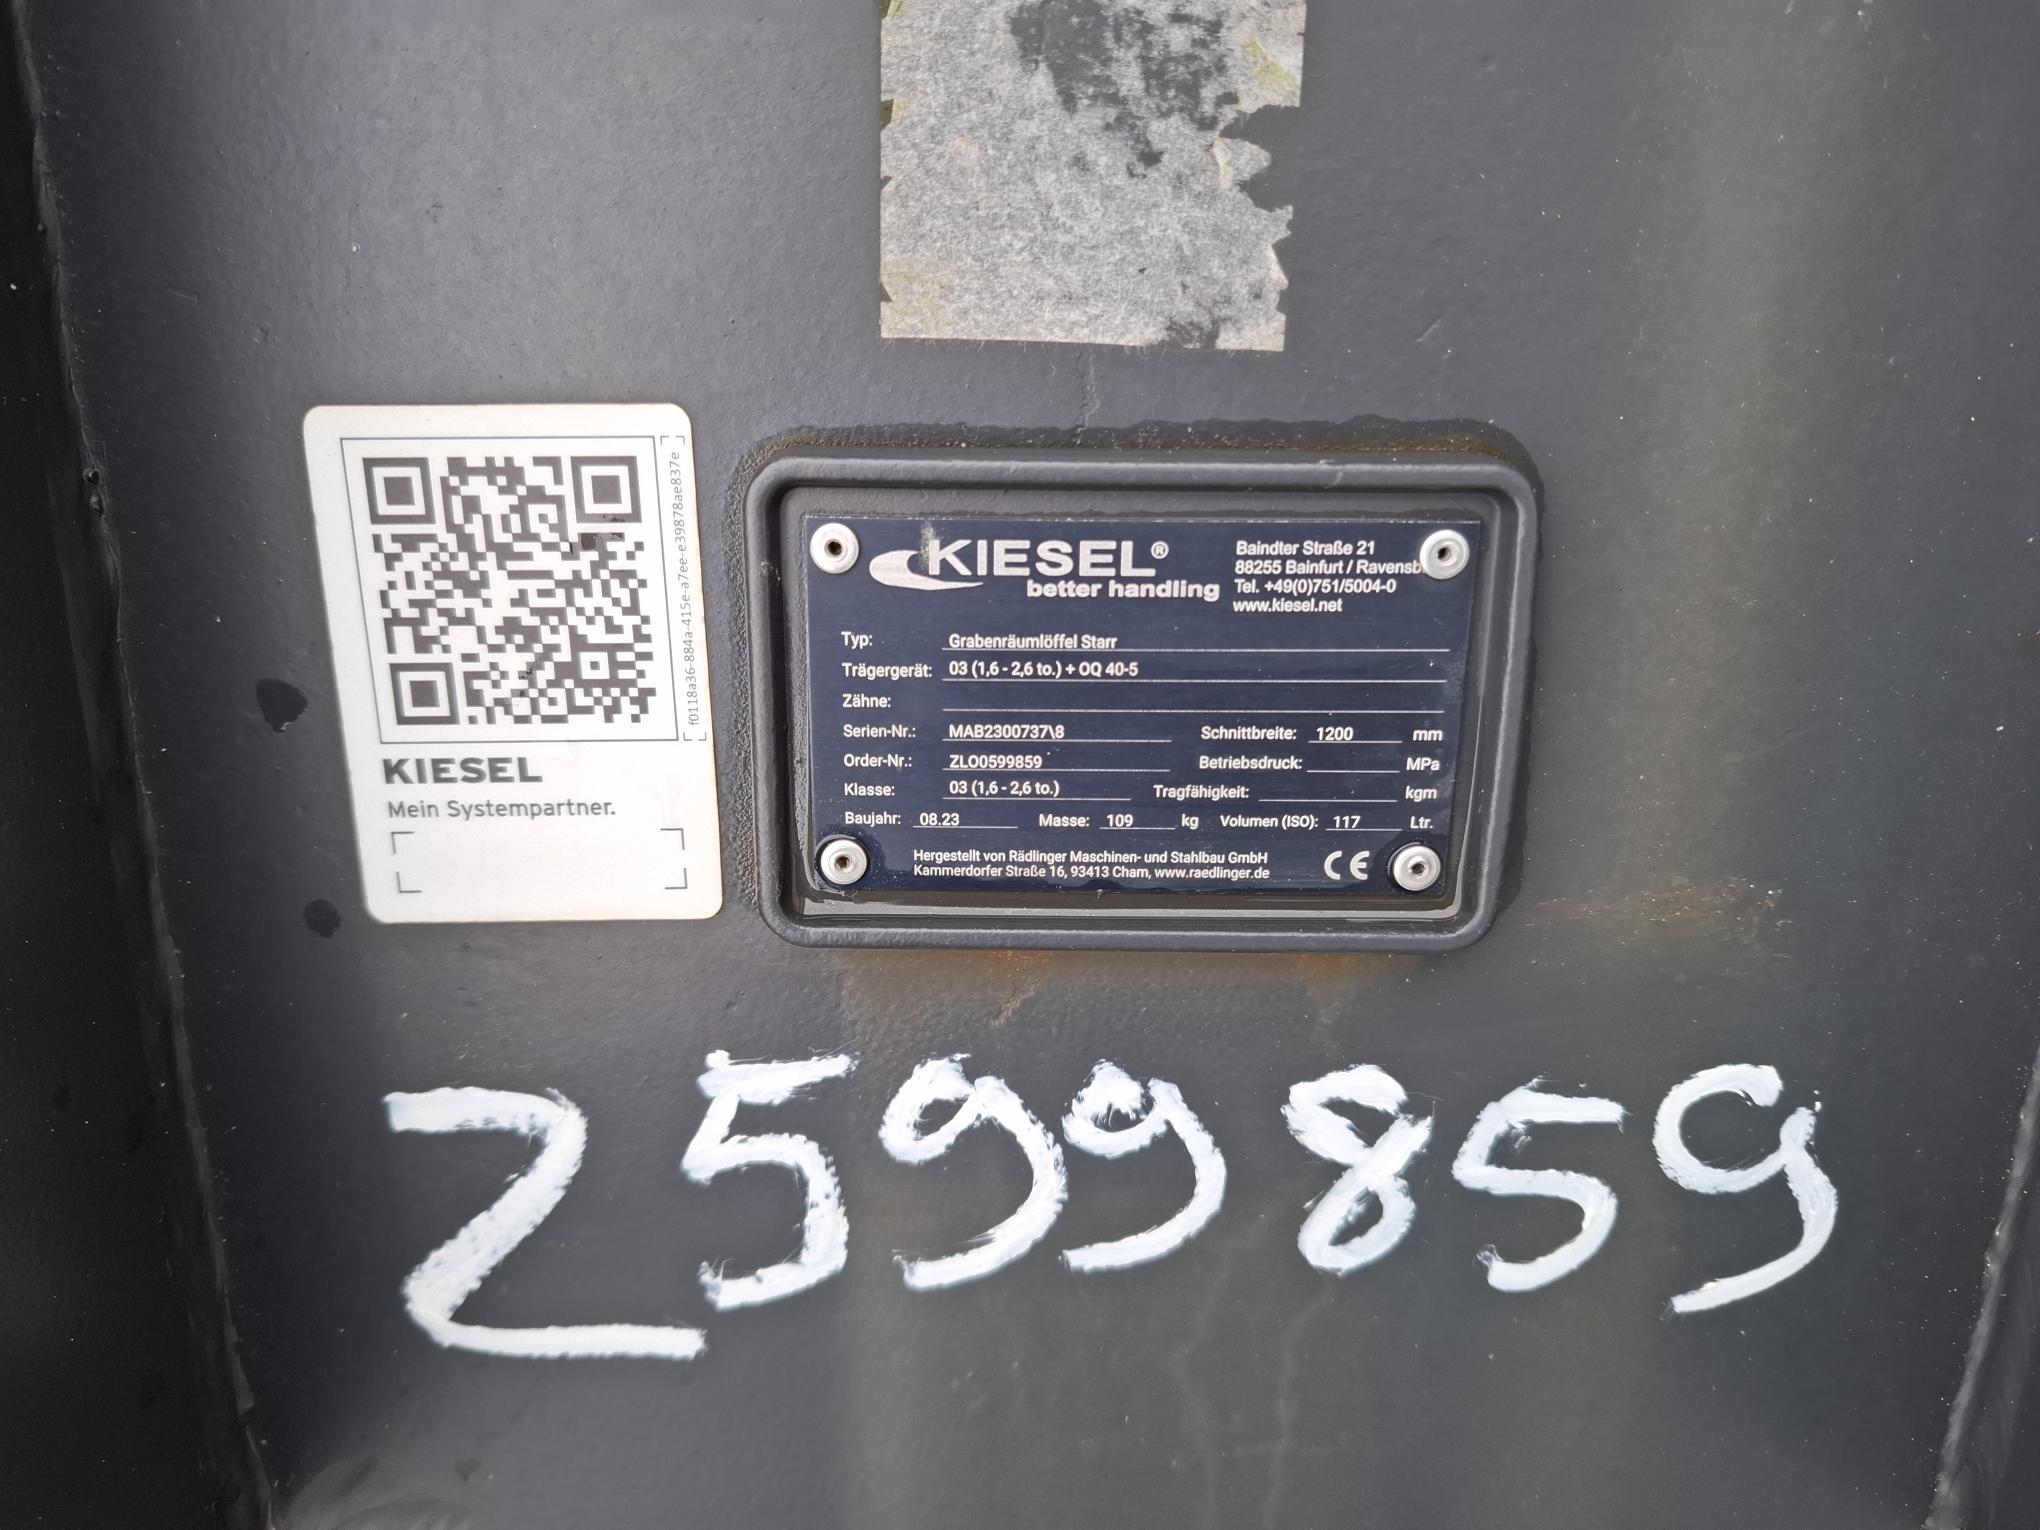 f0118a36-884a-415e-a7ee-e39878ae837e
KIESEL
Mein Systempartner.
KIESEL®
better handling
Baindter Straße 21
88255 Bainfurt / Ravensb
Tel. +49(0)751/5004-0
www.kiesel.net
Typ: Grabenräumlöffel Starr
Trägergerät: 03 (1,6 - 2,6 to.) + OQ 40-5
Zähne:
Serien-Nr.: MAB2300737\8 Schnittbreite: 1200 mm
Order-Nr.: ZLO0599859 Betriebsdruck: MPa
Klasse: 03 (1,6 - 2,6 to.) Tragfähigkeit: kgm
Baujahr: 08.23 Masse: 109 kg Volumen (ISO): 117 Ltr.
Hergestellt von Rädlinger Maschinen- und Stahlbau GmbH
Kammerdorfer Straße 16, 93413 Cham, www.raedlinger.de
CE
Z599859